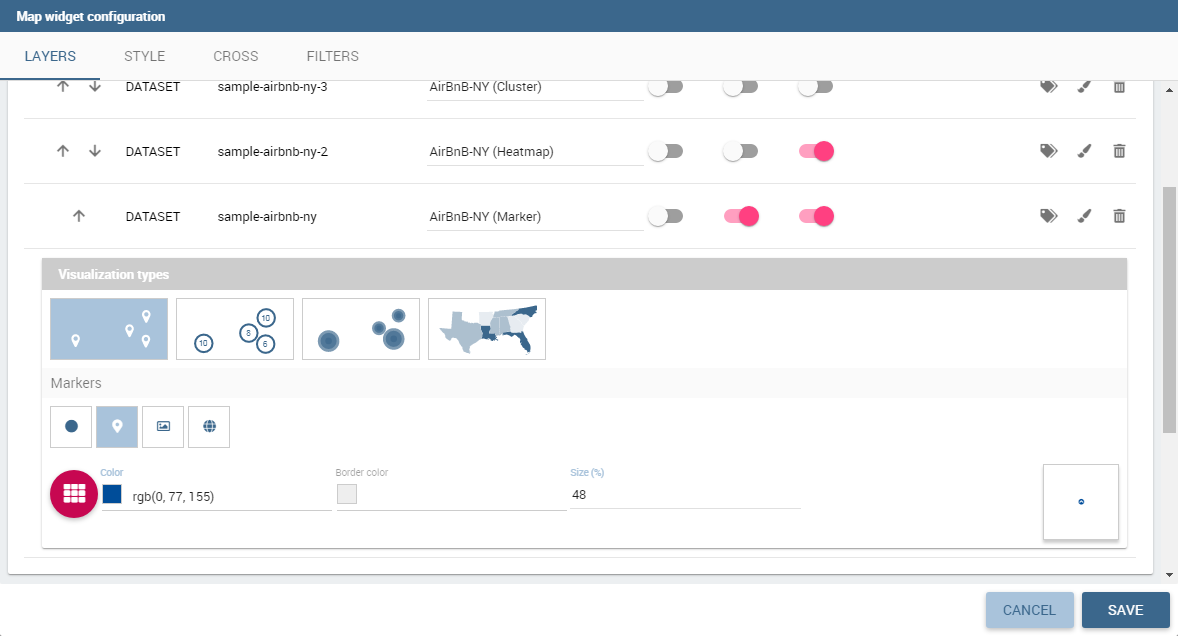 Map widget configuration
LAYERS STYLE CROSS FILTERS
DATASET sample-airbnb-ny-3 AirBnB-NY (Cluster)
DATASET sample-airbnb-ny-2 AirBnB-NY (Heatmap)
DATASET sample-airbnb-ny AirBnB-NY (Marker)
Visualization types
10 8 10 6
Markers
Color Border color Size (%)
rgb(0, 77, 155) 48
CANCEL SAVE